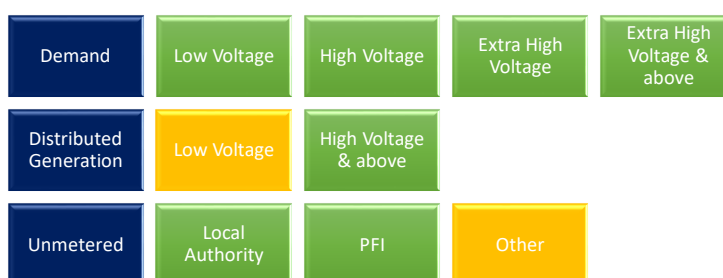 Demand
Low Voltage
High Voltage
Extra High
Voltage
Extra High
Voltage &
above
Distributed
Generation
Low Voltage
High Voltage
& above
Unmetered
Local
Authority
PFI
Other